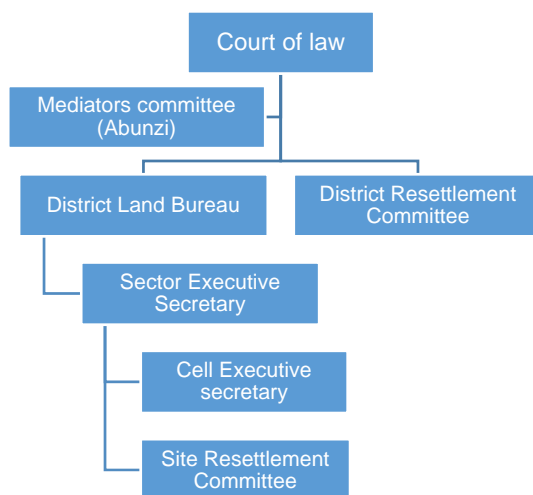 Court of law
Mediators committee
(Abunzi)
District Land Bureau
District Resettlement
Committee
Sector Executive
Secretary
Cell Executive
secretary
Site Resettlement
Committee